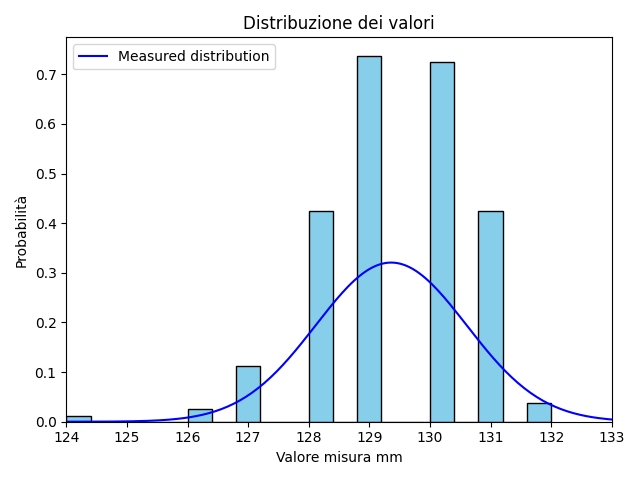 Distribuzione dei valori
Measured distribution
Probabilità
0.7
0.6
0.5
0.4
0.3
0.2
0.1
0.0
124 125 126 127 128 129 130 131 132 133
Valore misura mm